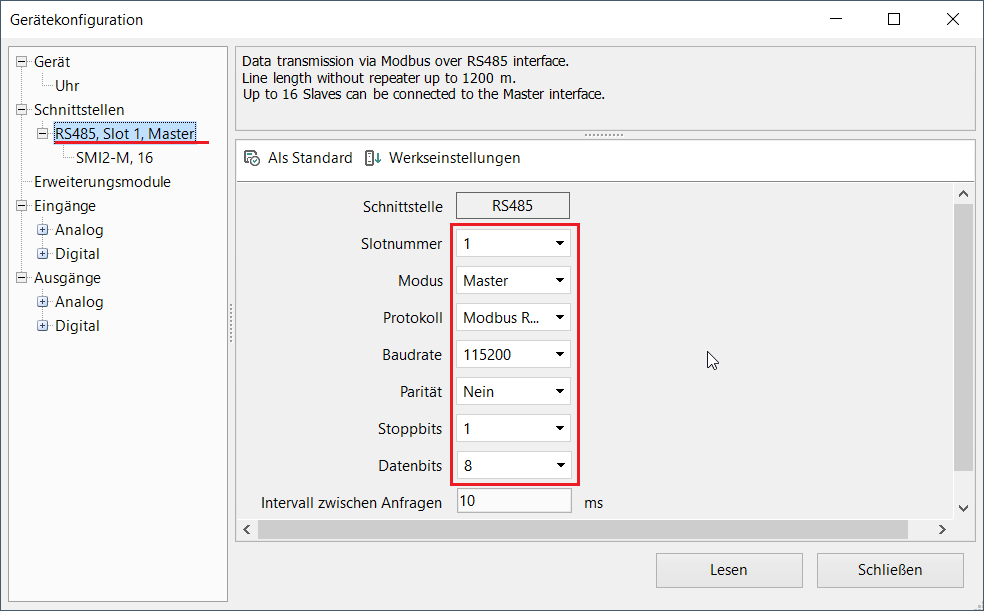 Gerätekonfiguration
Gerät
Uhr
Schnittstellen
RS485, Slot 1, Master
SMI2-M, 16
Erweiterungsmodule
Eingänge
Analog
Digital
Ausgänge
Analog
Digital
Data transmission via Modbus over RS485 interface.
Line length without repeater up to 1200 m.
Up to 16 Slaves can be connected to the Master interface.
Als Standard Werkseinstellungen
Schnittstelle RS485
Slotnummer 1
Modus Master
Protokoll Modbus R...
Baudrate 115200
Parität Nein
Stoppbits 1
Datenbits 8
Intervall zwischen Anfragen 10 ms
Lesen Schließen